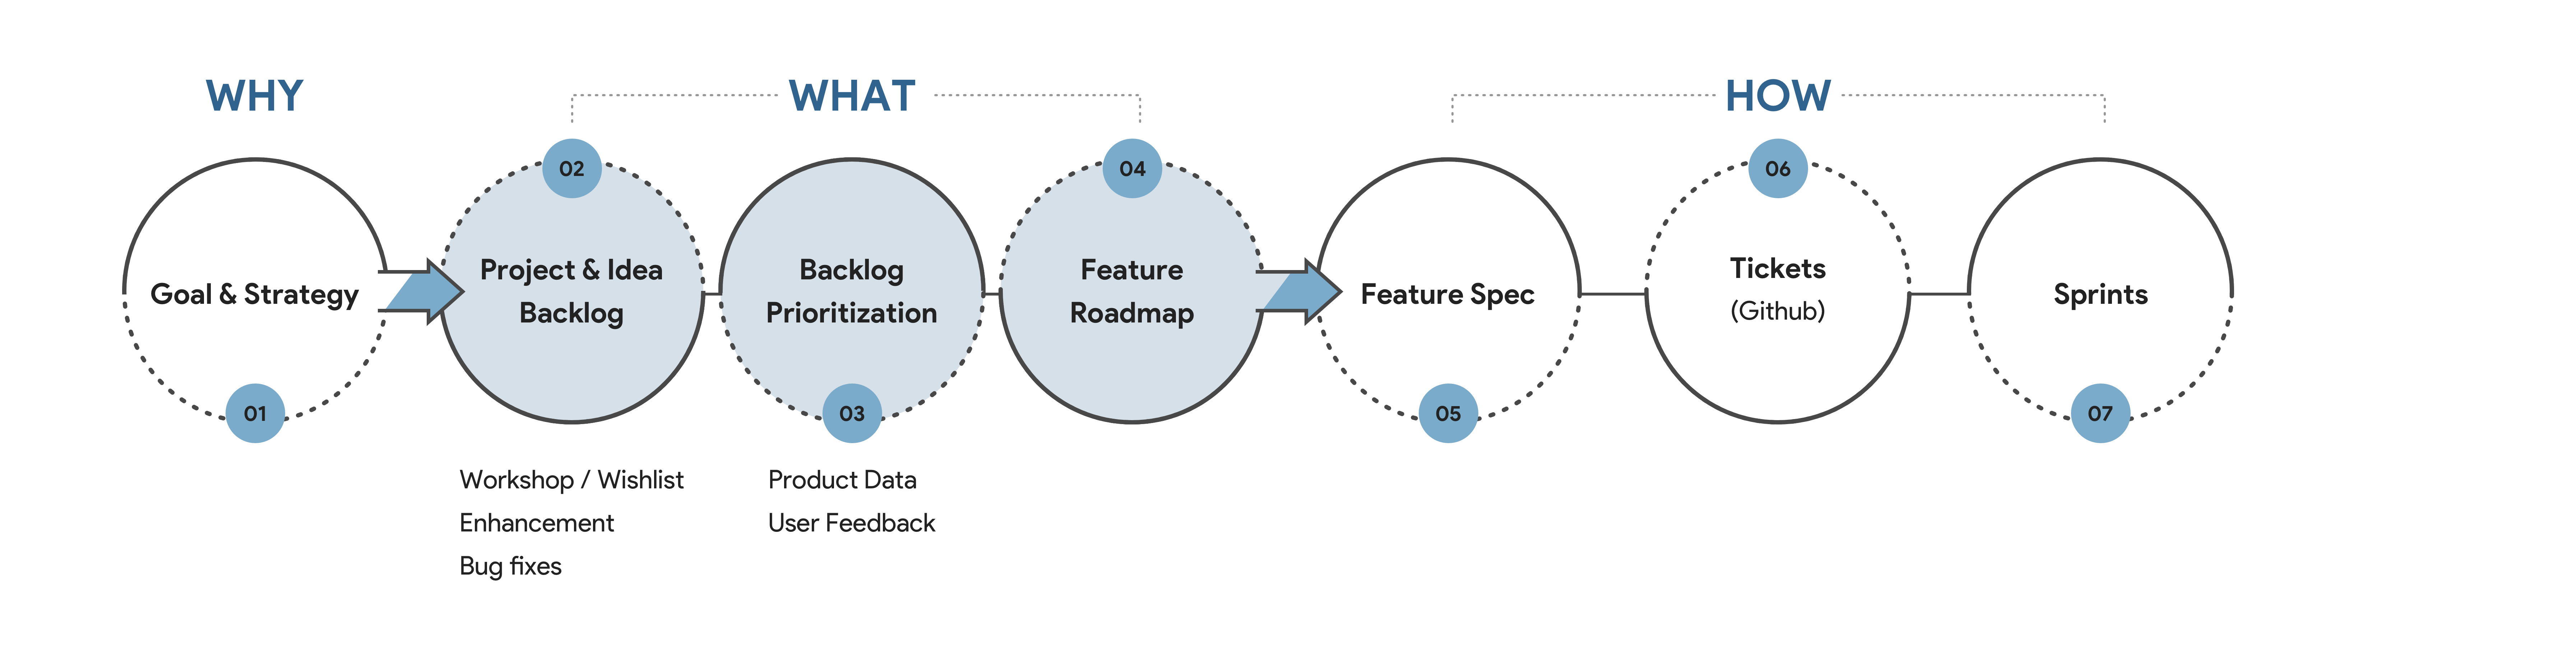 WHY
WHAT
HOW
01
Goal & Strategy
02
Project & Idea
Backlog
Workshop / Wishlist
Enhancement
Bug fixes
Backlog
Prioritization
03
Product Data
User Feedback
04
Feature
Roadmap
Feature Spec
05
06
Tickets
(Github)
Sprints
07